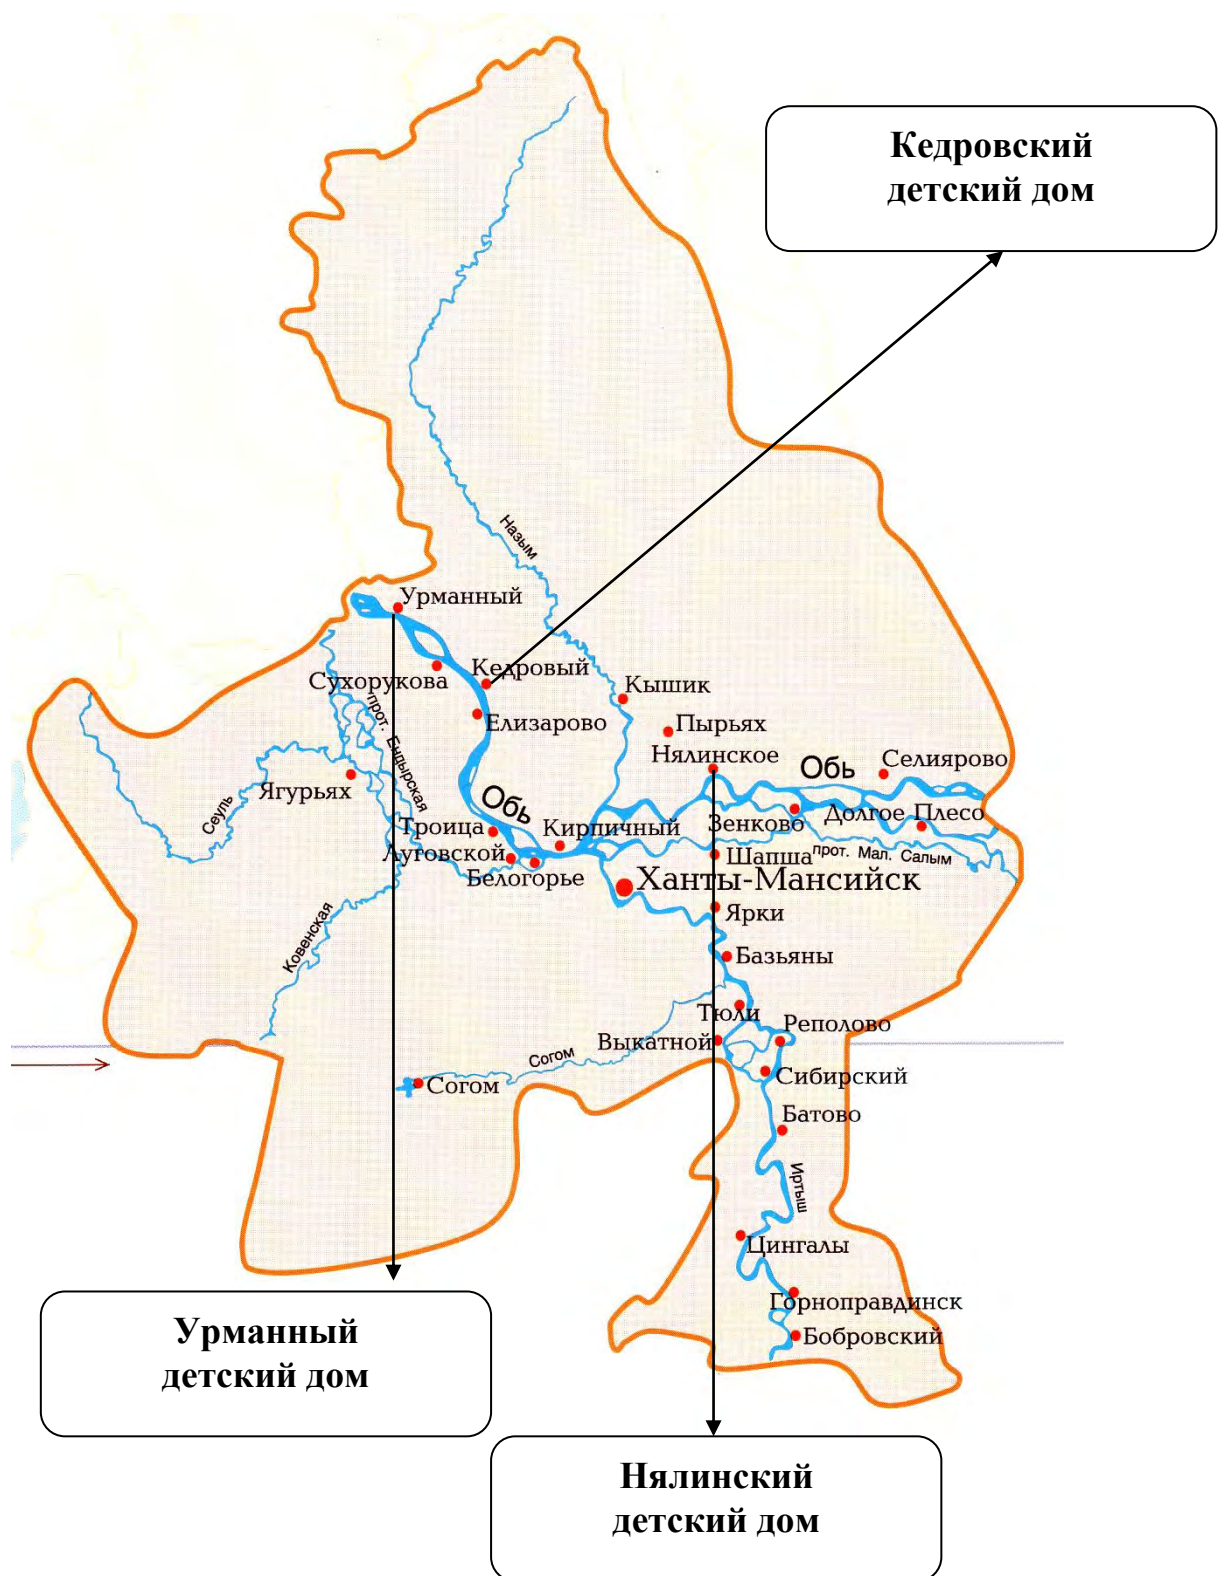 Кедровский
детский дом
Назым
Урманный
Сухорукова
Кедровый
Кышик
прот. Ендырская
Елизарово
Пырьях
Нялинское
Обь
Селиярово
Ягурьях
Сеуль
Обь
Троица
Кирпичный
Зенково
Долгое Плесо
Луговской
Белогорье
Шапша
прот. Мал. Салым
Ханты-Мансийск
Ярки
Ковенская
Базьяны
Тюли
Реполово
Выкатной
Согом
Согом
Сибирский
Батово
Иртыш
Цингалы
Горноправдинск
Бобровский
Урманный
детский дом
Нялинский
детский дом